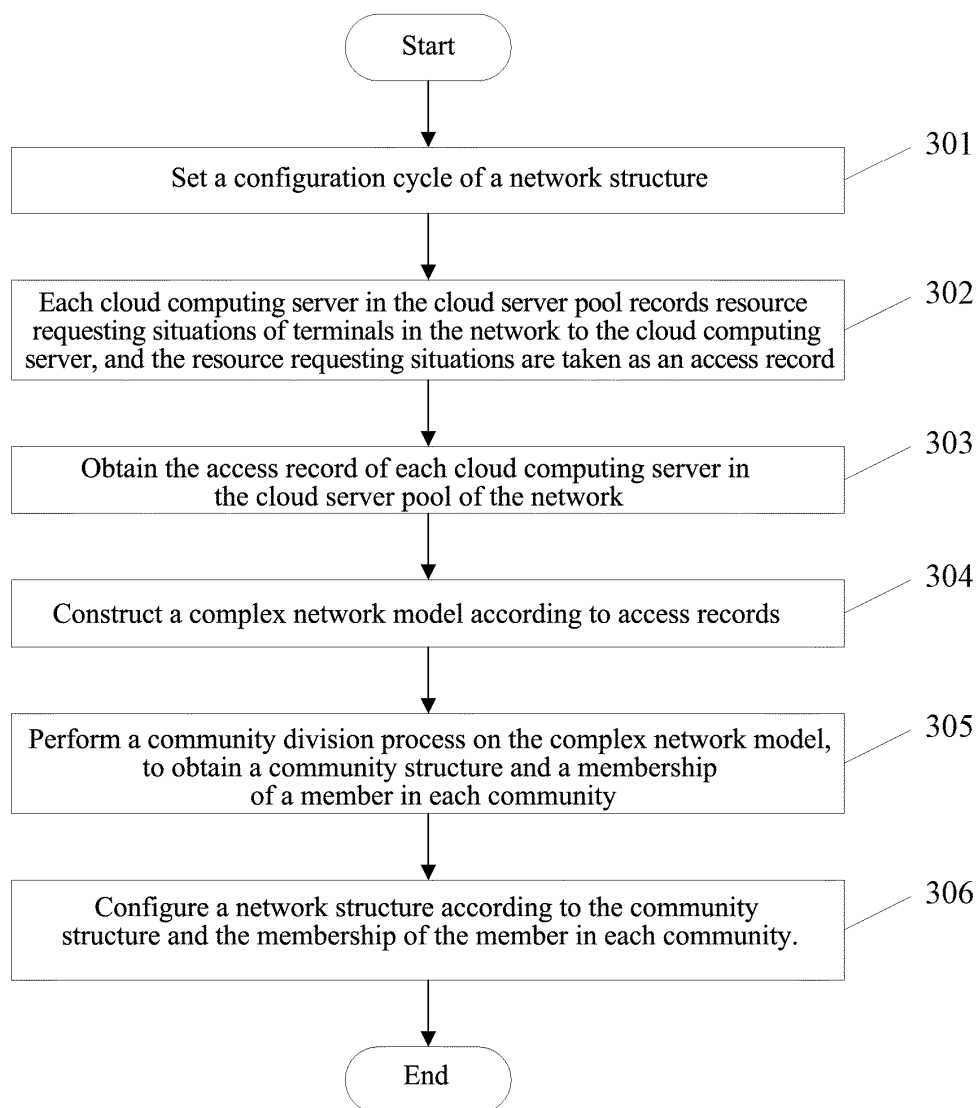 Start
301
Set a configuration cycle of a network structure
302
Each cloud computing server in the cloud server pool records resource
requesting situations of terminals in the network to the cloud computing
server, and the resource requesting situations are taken as an access record
303
Obtain the access record of each cloud computing server in
the cloud server pool of the network
304
Construct a complex network model according to access records
305
Perform a community division process on the complex network model,
to obtain a community structure and a membership
of a member in each community
306
Configure a network structure according to the community
structure and the membership of the member in each community.
End